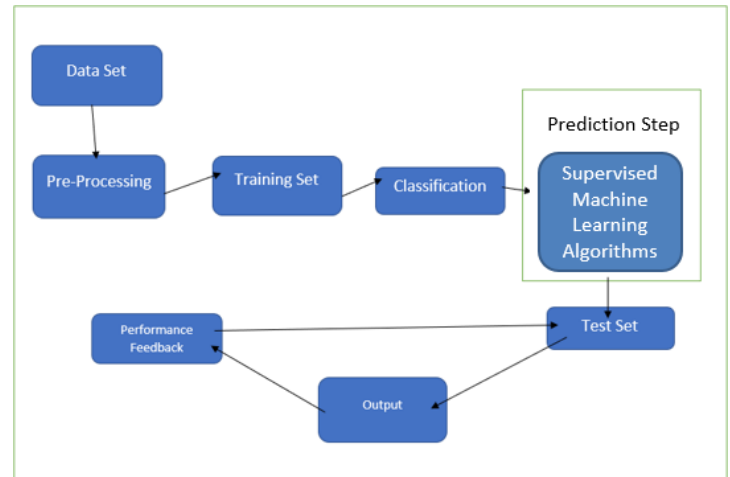 Data Set
Prediction Step
Pre-Processing
Training Set
Classification
Supervised
Machine
Learning
Algorithms
Performance
Feedback
Test Set
Output